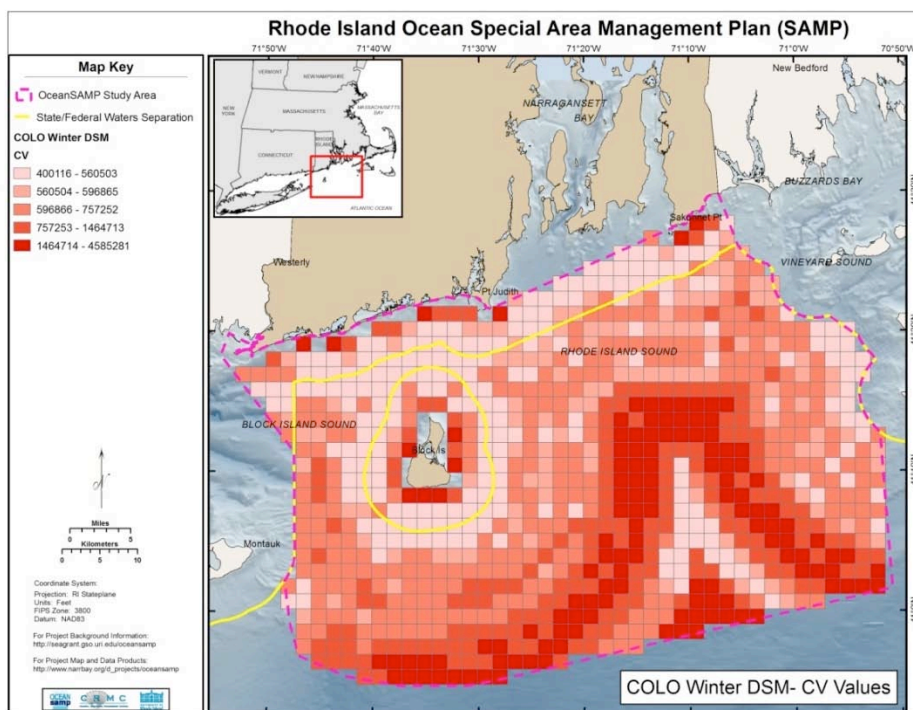 Rhode Island Ocean Special Area Management Plan (SAMP)
71°50'W
71°40'W
71°30'W
71°20'W
71°10'W
71°0'W
70°50'W
Map Key
OceanSAMP Study Area
State/Federal Waters Separation
COLO Winter DSM
CV
400116 - 560503
560504 - 596865
596866 - 757252
757253 - 1464713
1464714 - 4585281
VERMONT
NEW HAMPSHIRE
NEW YORK
MASSACHUSETTS
MASSACHUSETTS BAY
CONNECTICUT
RHODE ISLAND
ATLANTIC OCEAN
New Bedford
NARRAGANSETT BAY
BUZZARDS BAY
Sakonnet Pt
VINEYARD SOUND
Westerly
Pt Judith
RHODE ISLAND SOUND
BLOCK ISLAND SOUND
Block Is
Montauk
Miles
0 5
Kilometers
0 5 10
Coordinate System:
Projection: RI Stateplane
Units: Feet
FIPS Zone: 3800
Datum: NAD83
For Project Background Information:
http://seagrant.gso.uri.edu/oceansamp
For Project Map and Data Products:
http://www.narrbay.org/d_projects/oceansamp
OCEAN samp
C R M C
COLO Winter DSM- CV Values